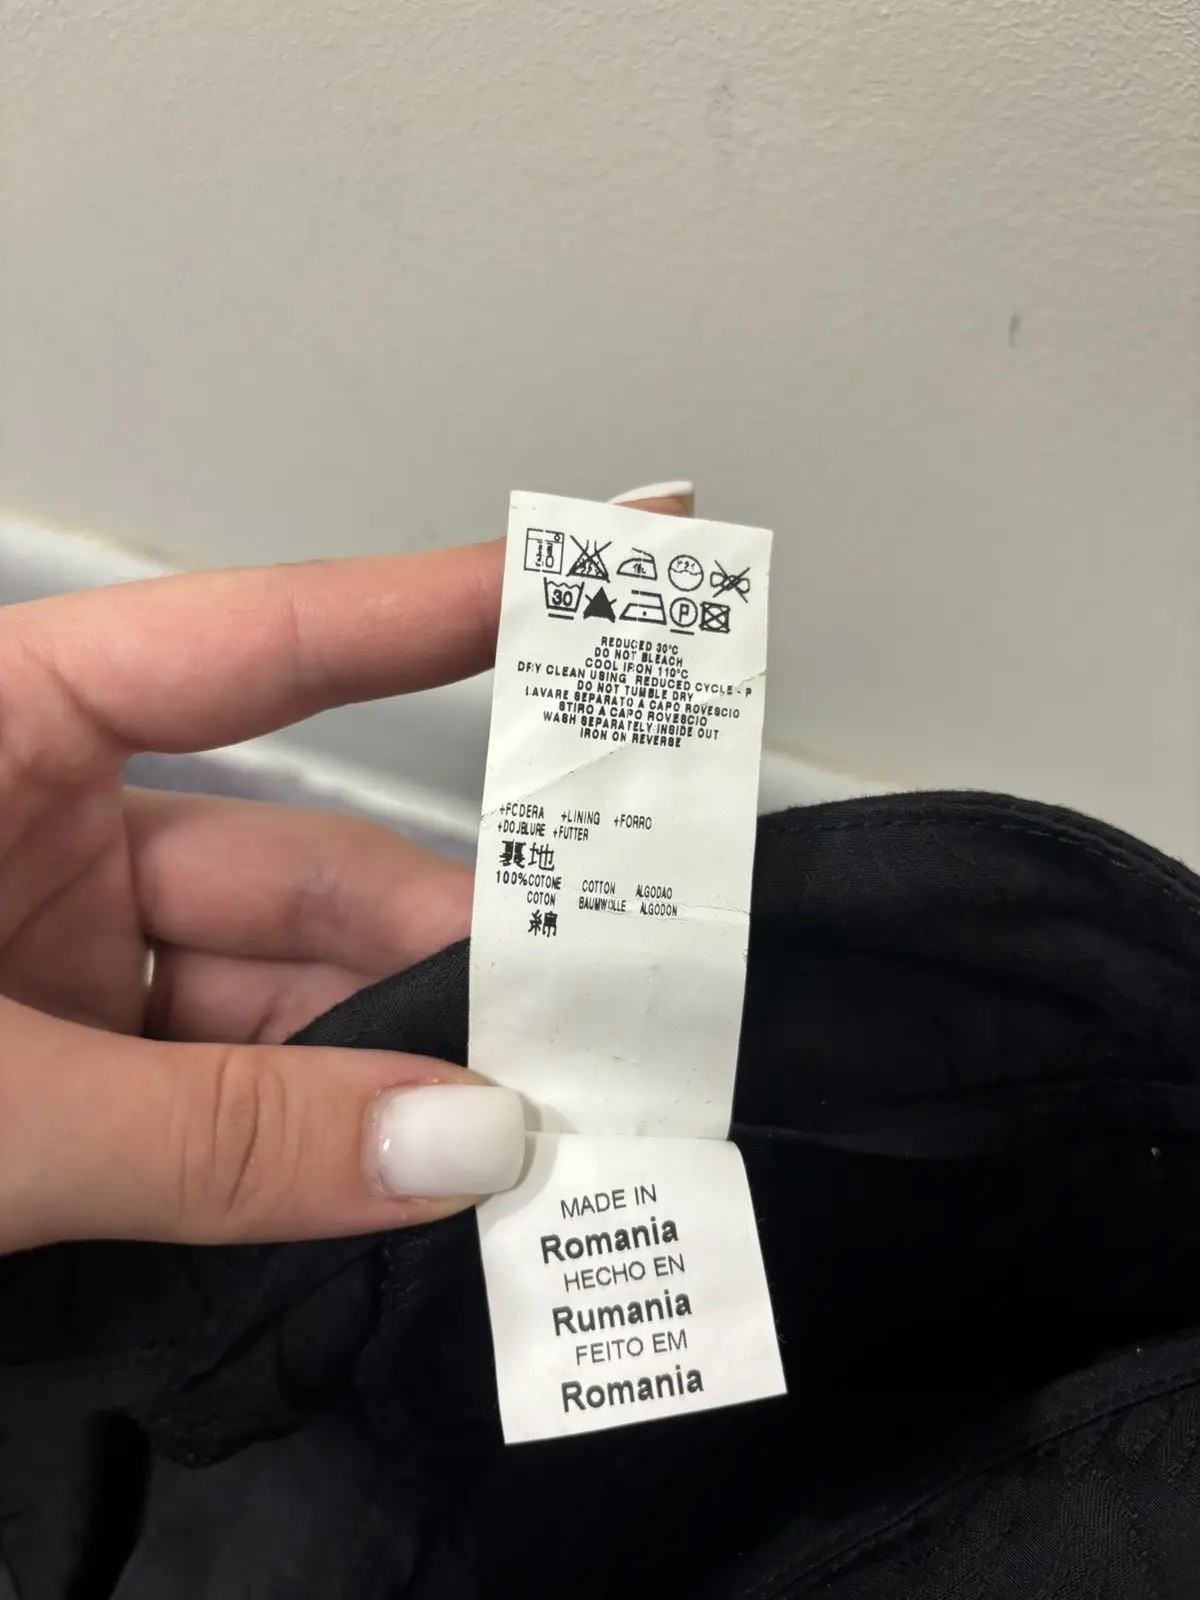 30
P
REDUCED 30°C
DO NOT BLEACH
COOL IRON 110°C
DRY CLEAN USING REDUCED CYCLE - P
DO NOT TUMBLE DRY
LAVARE SEPARATO A CAPO ROVESCIO
STIRO A CAPO ROVESCIO
WASH SEPARATELY INSIDE OUT
IRON ON REVERSE
+FODERA +LINING +FORRO
+DOUBLURE +FUTTER
裏地
100%COTONE COTTON ALGODAO
COTON BAUMWOLLE ALGODON
綿
MADE IN
Romania
HECHO EN
Rumania
FEITO EM
Romania